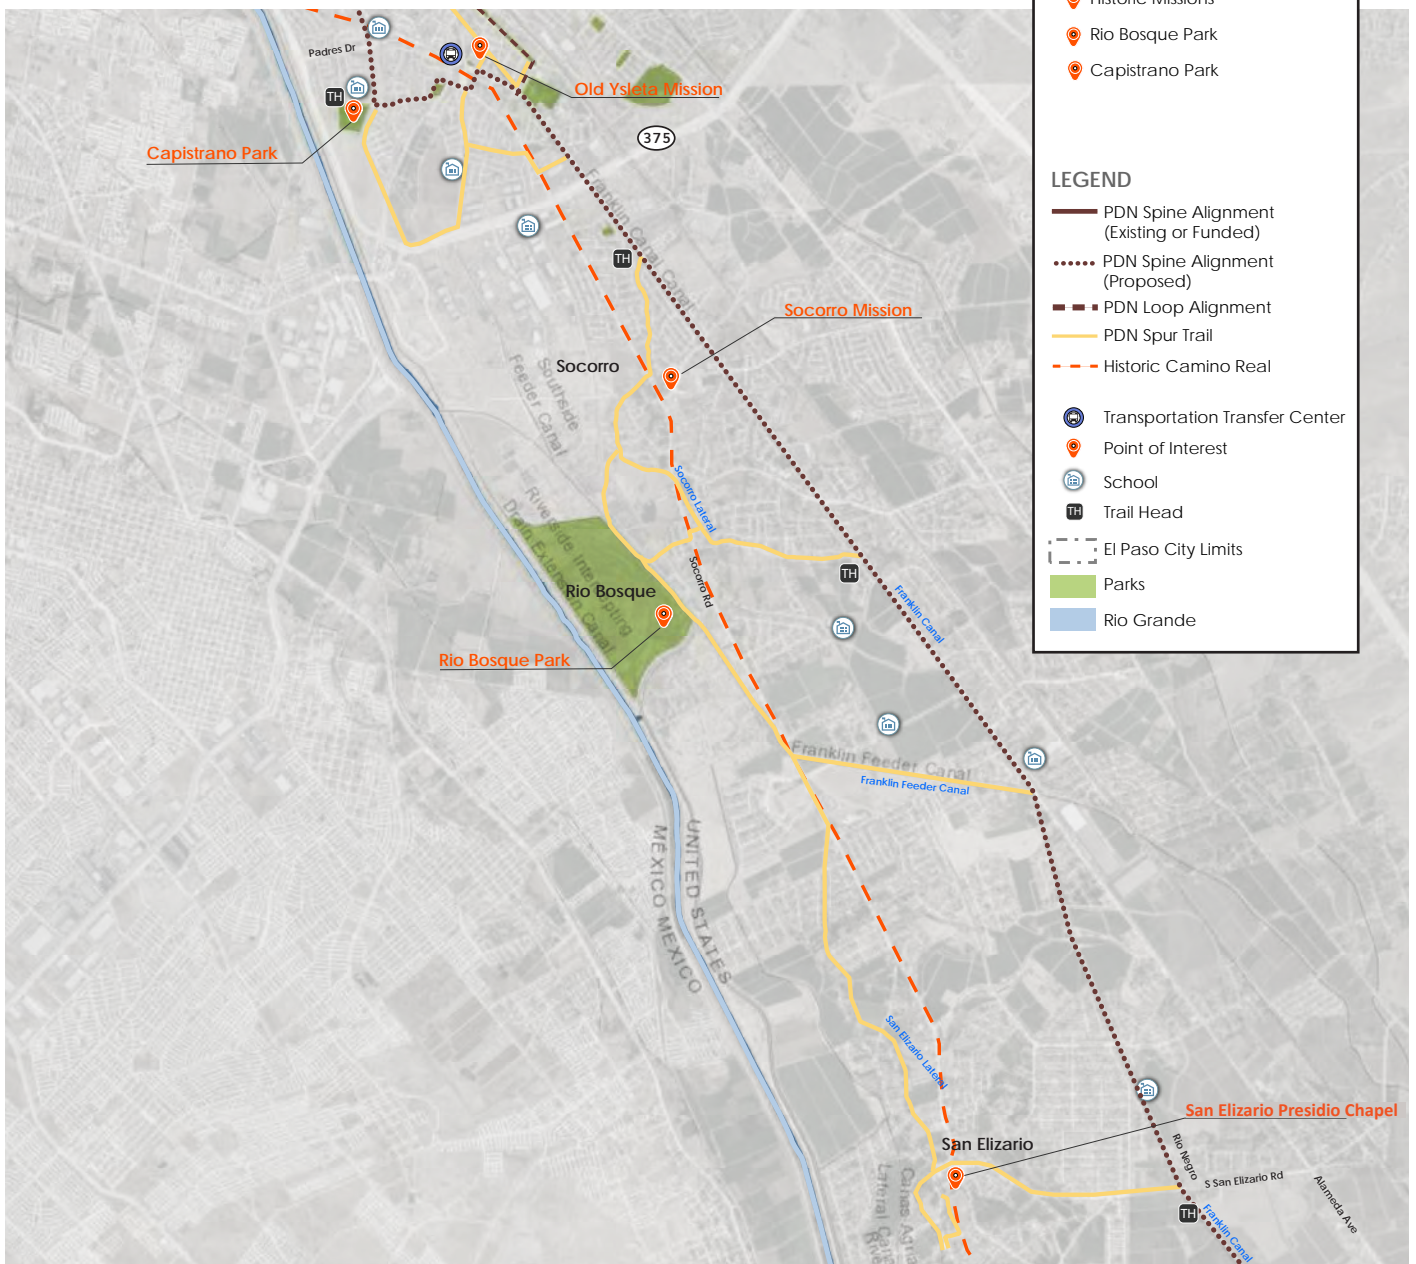 Historic Missions
Rio Bosque Park
Capistrano Park
LEGEND
PDN Spine Alignment
(Existing or Funded)
PDN Spine Alignment
(Proposed)
PDN Loop Alignment
PDN Spur Trail
Historic Camino Real
Transportation Transfer Center
Point of Interest
School
TH Trail Head
El Paso City Limits
Parks
Rio Grande
Padres Dr
TH
Old Ysleta Mission
375
Capistrano Park
Franklin Canal Canal
TH
Socorro Mission
Socorro
Southside
Feeder Canal
Socorro Lateral
Riverside Intercepting
Drain Extension Canal
Socorro Rd
TH
Rio Bosque
Franklin Canal
Rio Bosque Park
Franklin Feeder Canal
Franklin Feeder Canal
UNITED STATES
MÉXICO MEXICO
San Elizario Lateral
San Elizario Presidio Chapel
San Elizario
Rio Negro
S San Elizario Rd
Alameda Ave
TH
Franklin Canal
Lateral